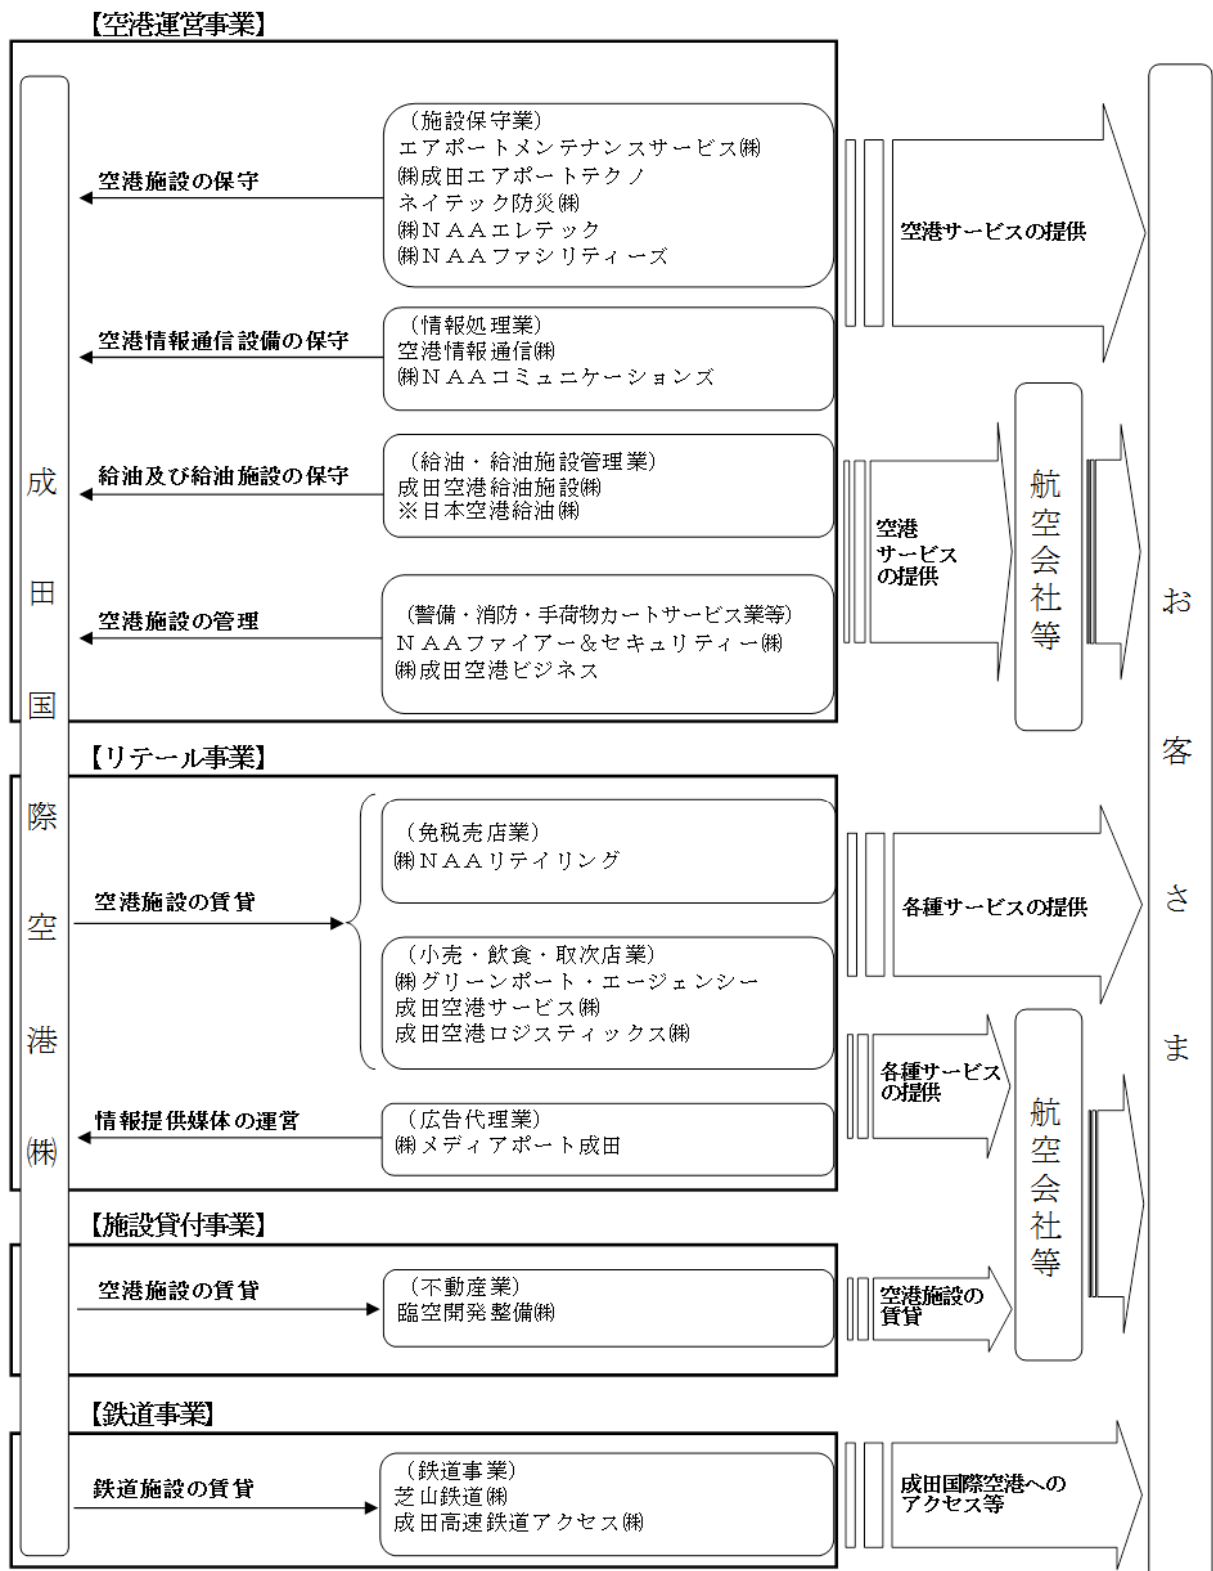 【空港運営事業】
空港施設の保守
（施設保守業）
エアポートメンテナンスサービス㈱
㈱成田エアポートテクノ
ネイテック防災㈱
㈱ＮＡＡエレテック
㈱ＮＡＡファシリティーズ
空港サービスの提供
空港情報通信設備の保守
（情報処理業）
空港情報通信㈱
㈱ＮＡＡコミュニケーションズ
給油及び給油施設の保守
（給油・給油施設管理業）
成田空港給油施設㈱
※日本空港給油㈱
空港
サービス
の提供
航空会社等
空港施設の管理
（警備・消防・手荷物カートサービス業等）
ＮＡＡファイアー＆セキュリティー㈱
㈱成田空港ビジネス
成田国際空港㈱
お客さま
【リテール事業】
空港施設の賃貸
（免税売店業）
㈱ＮＡＡリテイリング
各種サービスの提供
（小売・飲食・取次店業）
㈱グリーンポート・エージェンシー
成田空港サービス㈱
成田空港ロジスティックス㈱
各種サービス
の提供
航空会社等
情報提供媒体の運営
（広告代理業）
㈱メディアポート成田
【施設貸付事業】
空港施設の賃貸
（不動産業）
臨空開発整備㈱
空港施設の
賃貸
【鉄道事業】
鉄道施設の賃貸
（鉄道事業）
芝山鉄道㈱
成田高速鉄道アクセス㈱
成田国際空港への
アクセス等